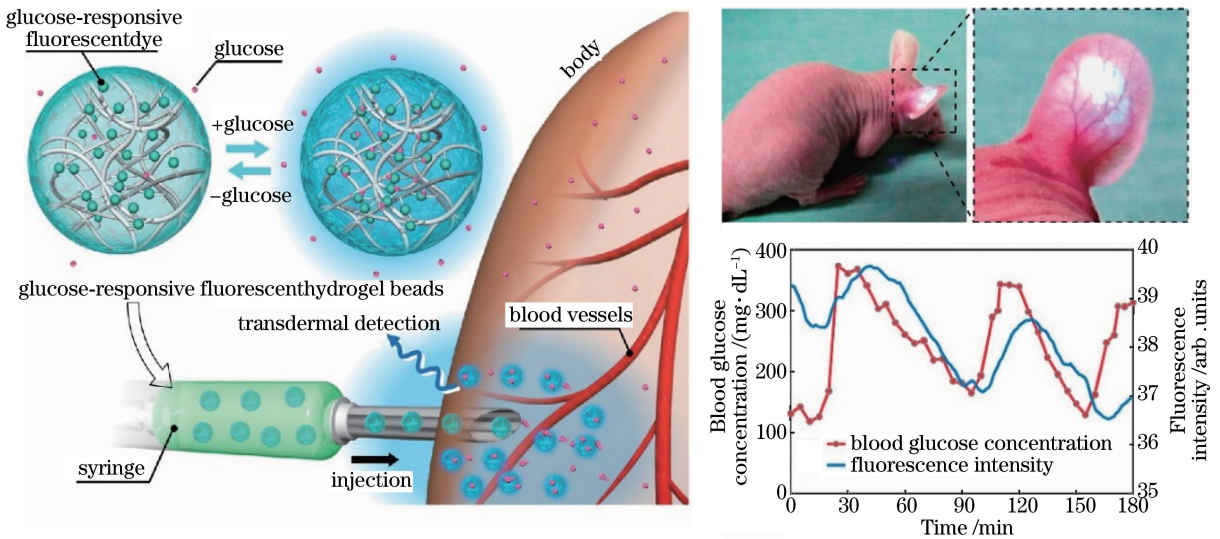 glucose-responsive
fluorescentdye
glucose
body
+glucose
−glucose
glucose-responsive fluorescenthydrogel beads
transdermal detection
blood vessels
syringe
injection
Blood glucose
concentration /(mg·dL⁻¹)
400
300
200
100
0
40
39
38
37
36
35
Fluorescence
intensity /arb .units
blood glucose concentration
fluorescence intensity
0 30 60 90 120 150 180
Time /min